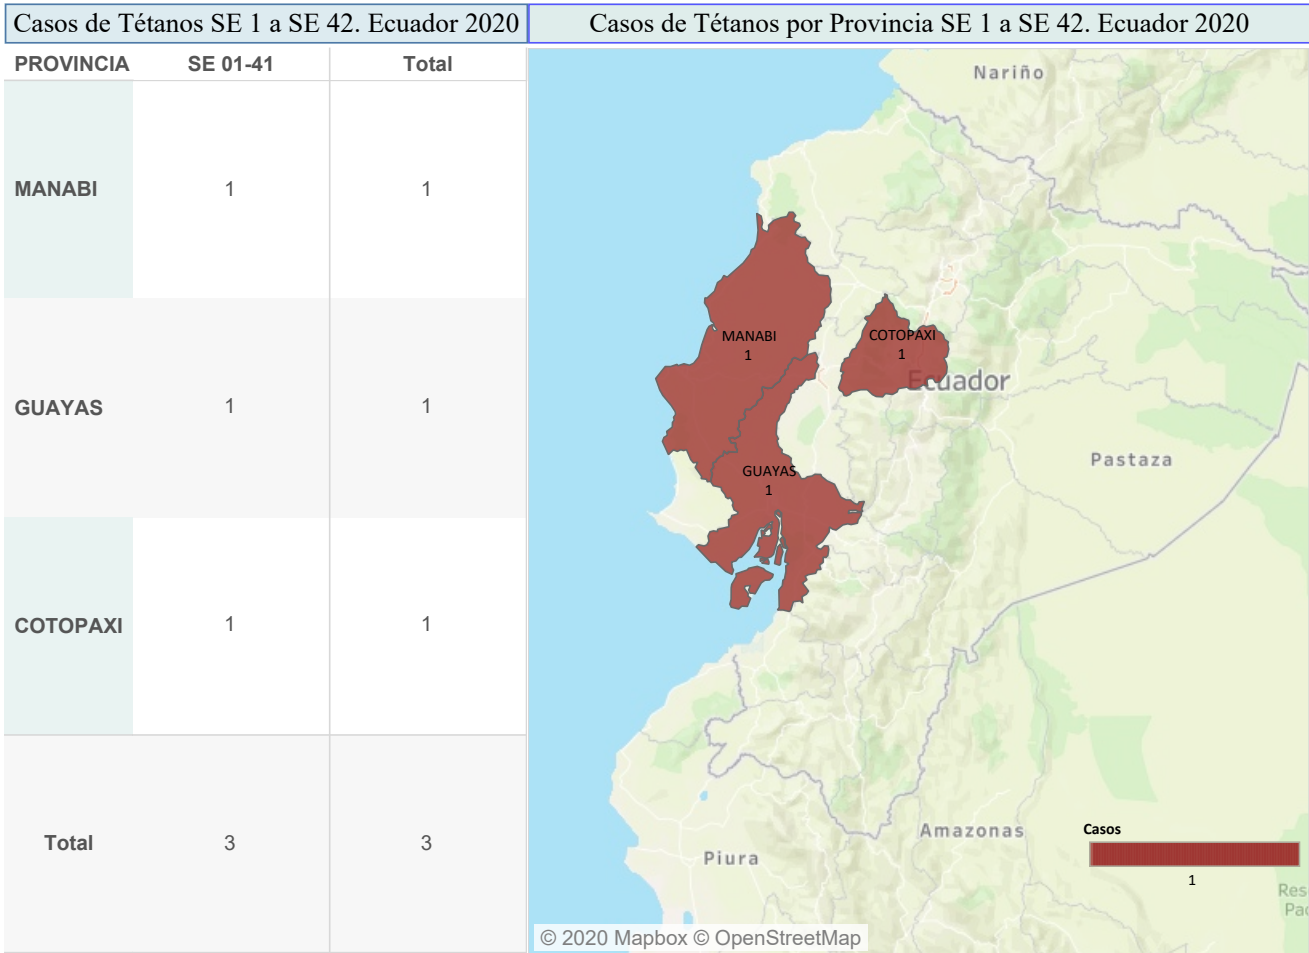 Casos de Tétanos SE 1 a SE 42. Ecuador 2020
Casos de Tétanos por Provincia SE 1 a SE 42. Ecuador 2020
PROVINCIA SE 01-41 Total
MANABI 1 1
GUAYAS 1 1
COTOPAXI 1 1
Total 3 3
Nariño
MANABI
1
COTOPAXI
1
Ecuador
Pastaza
GUAYAS
1
Amazonas
Piura
Casos
1
Res
Pac
© 2020 Mapbox © OpenStreetMap